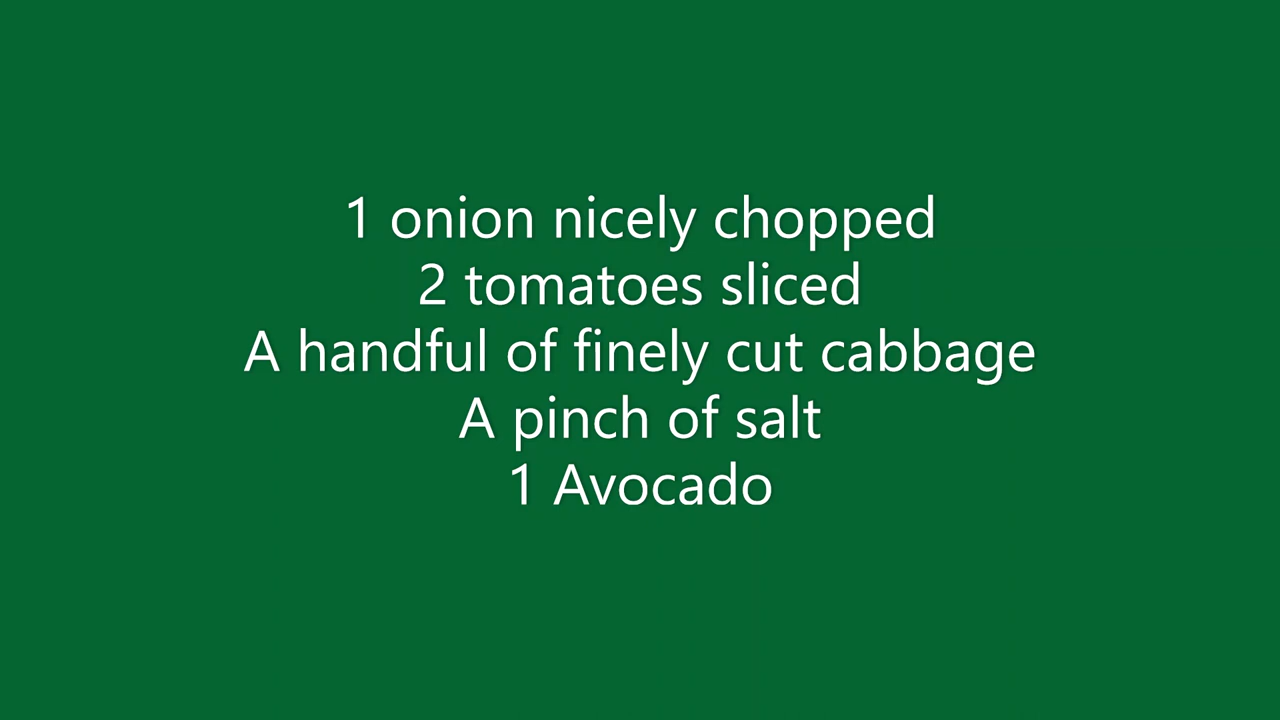 1 onion nicely chopped
2 tomatoes sliced
A handful of finely cut cabbage
A pinch of salt
1 Avocado